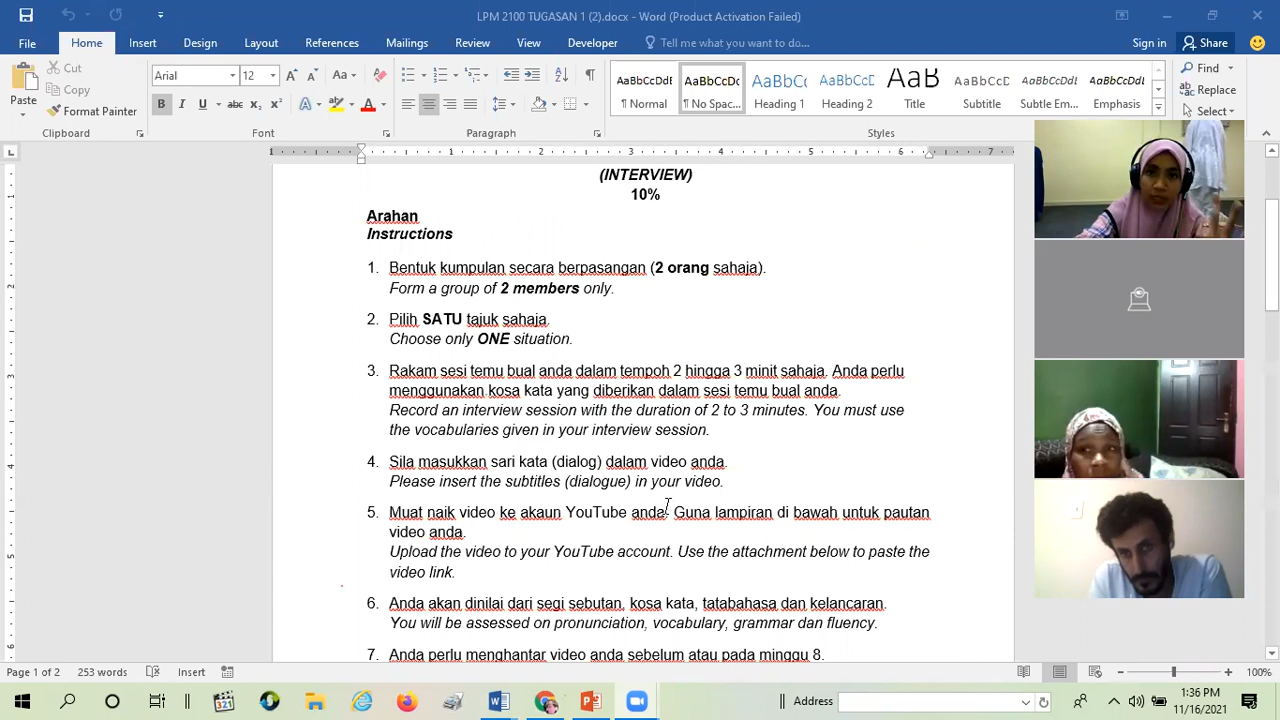 LPM 2100 TUGASAN 1 (2).docx - Word (Product Activation Failed)
File Home Insert Design Layout References Mailings Review View Developer Tell me what you want to do... Sign in Share
Paste Cut Copy Format Painter
Arial 12
AaBbCcDdE AaBbCcDc AaBbCc AaBbCcD AaB AaBbCcD AaBbCcDd AaBbCcDd
¶ Normal ¶ No Spac... Heading 1 Heading 2 Title Subtitle Subtle Em... Emphasis
Find Replace Select
Clipboard Font Paragraph Styles
(INTERVIEW)
10%
Arahan
Instructions
1. Bentuk kumpulan secara berpasangan (2 orang sahaja).
Form a group of 2 members only.
2. Pilih SATU tajuk sahaja.
Choose only ONE situation.
3. Rakam sesi temu bual anda dalam tempoh 2 hingga 3 minit sahaja. Anda perlu
menggunakan kosa kata yang diberikan dalam sesi temu bual anda.
Record an interview session with the duration of 2 to 3 minutes. You must use
the vocabularies given in your interview session.
4. Sila masukkan sari kata (dialog) dalam video anda.
Please insert the subtitles (dialogue) in your video.
5. Muat naik video ke akaun YouTube anda. Guna lampiran di bawah untuk pautan
video anda.
Upload the video to your YouTube account. Use the attachment below to paste the
video link.
6. Anda akan dinilai dari segi sebutan, kosa kata, tatabahasa dan kelancaran.
You will be assessed on pronunciation, vocabulary, grammar dan fluency.
7. Anda perlu menghantar video anda sebelum atau pada minggu 8.
Page 1 of 2 253 words Insert 100%
Address
1:36 PM
11/16/2021